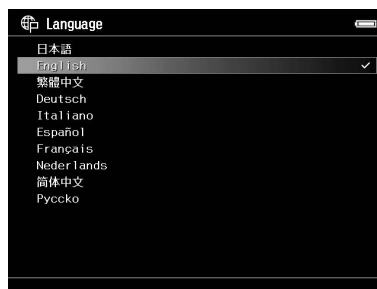 Language
日本語
English
繁體中文
Deutsch
Italiano
Español
Français
Nederlands
简体中文
Pyccko